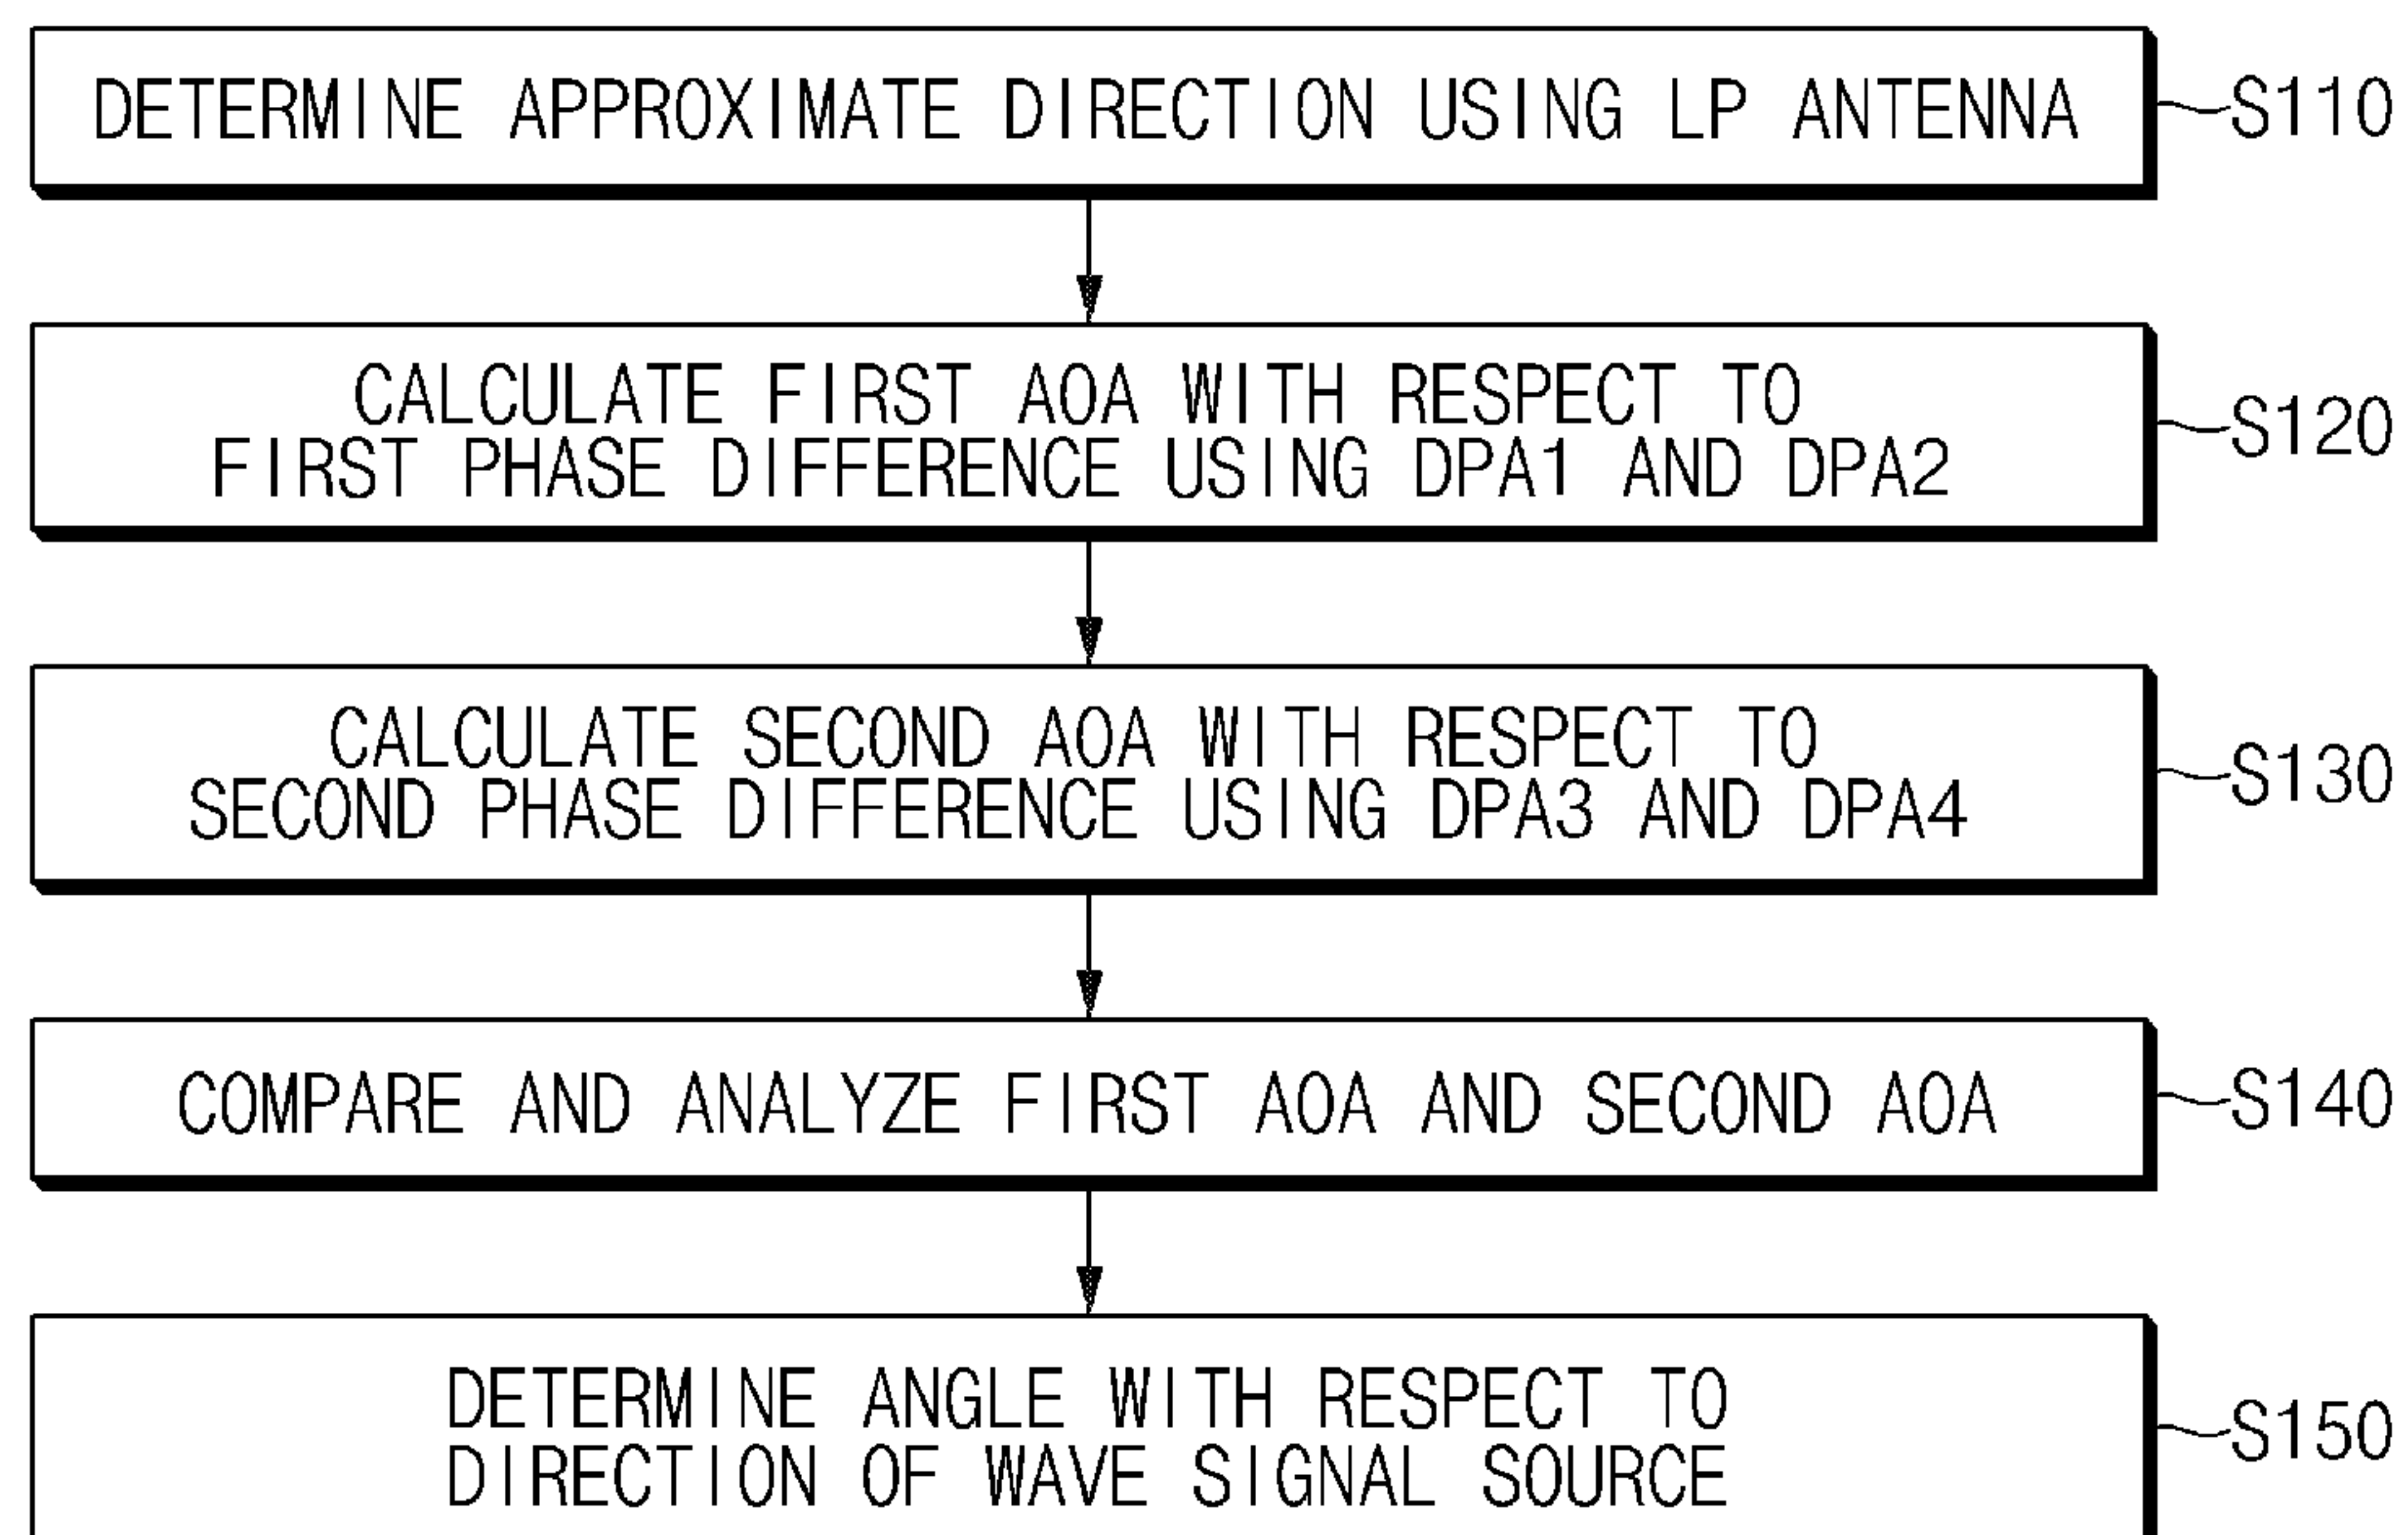 DETERMINE APPROXIMATE DIRECTION USING LP ANTENNA
S110
CALCULATE FIRST AOA WITH RESPECT TO
FIRST PHASE DIFFERENCE USING DPA1 AND DPA2
S120
CALCULATE SECOND AOA WITH RESPECT TO
SECOND PHASE DIFFERENCE USING DPA3 AND DPA4
S130
COMPARE AND ANALYZE FIRST AOA AND SECOND AOA
S140
DETERMINE ANGLE WITH RESPECT TO
DIRECTION OF WAVE SIGNAL SOURCE
S150